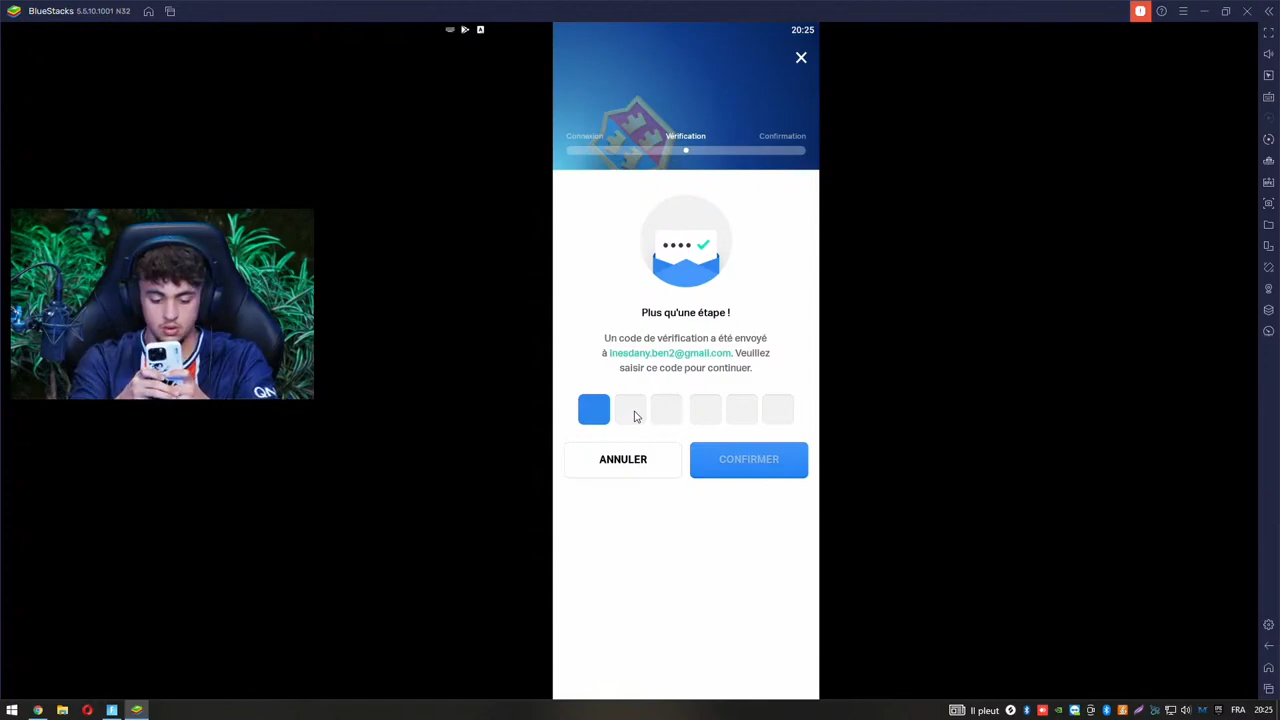 BlueStacks 5.5.10.1001 N32
20:25
Connexion Vérification Confirmation
Plus qu'une étape !
Un code de vérification a été envoyé
à inesdany.ben2@gmail.com. Veuillez
saisir ce code pour continuer.
ANNULER CONFIRMER
Il pleut FRA 20:25